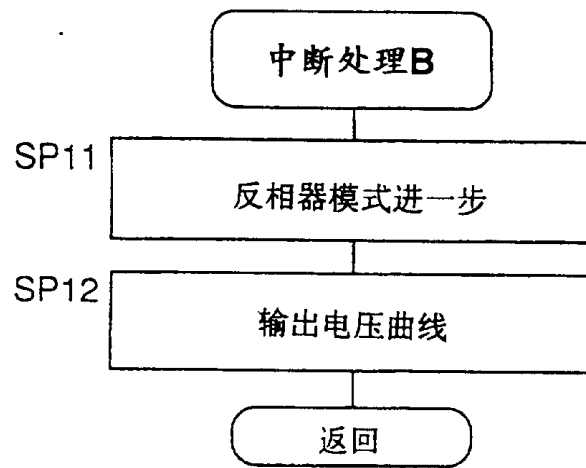 中断处理B
SP11
反相器模式进一步
SP12
输出电压曲线
返回